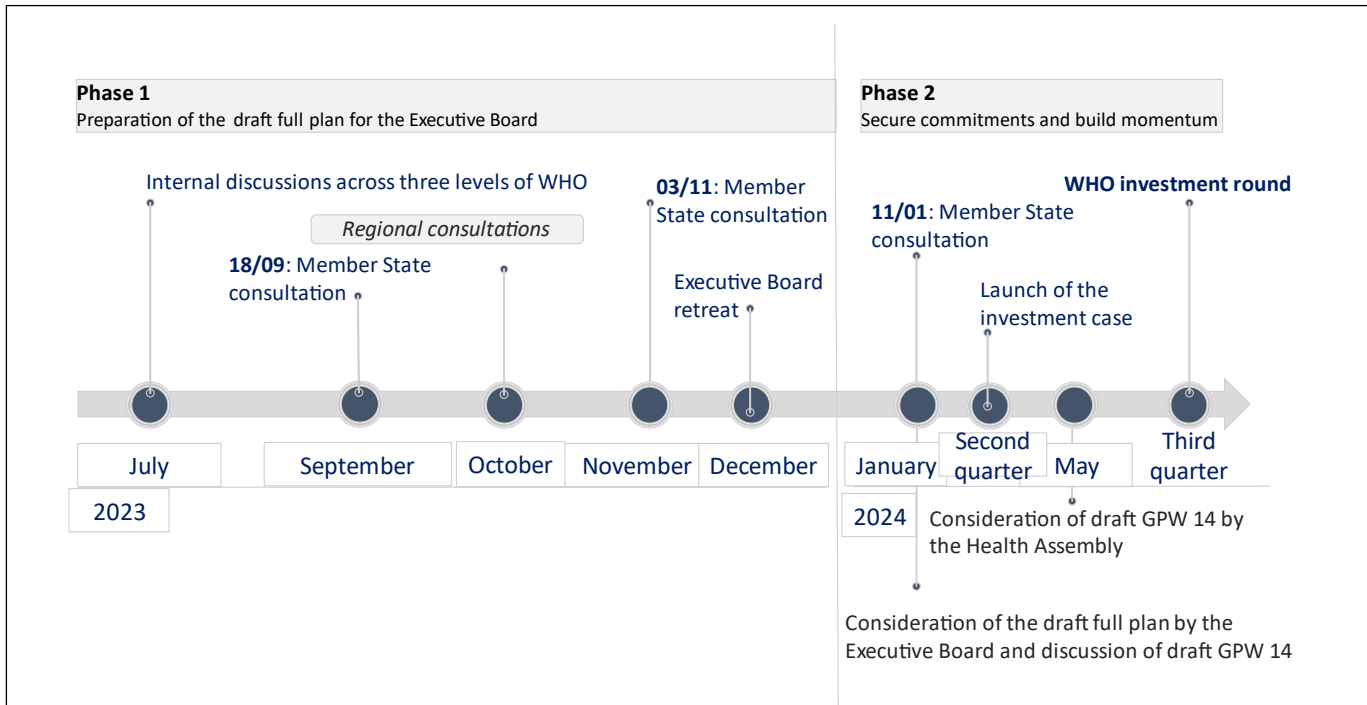 Phase 1
Preparation of the draft full plan for the Executive Board
Phase 2
Secure commitments and build momentum
Internal discussions across three levels of WHO
Regional consultations
18/09: Member State
consultation
03/11: Member
State consultation
Executive Board
retreat
11/01: Member State
consultation
Launch of the
investment case
WHO investment round
July
September
October
November
December
January
Second
quarter
May
Third
quarter
2023
2024
Consideration of draft GPW 14 by
the Health Assembly
Consideration of the draft full plan by the
Executive Board and discussion of draft GPW 14